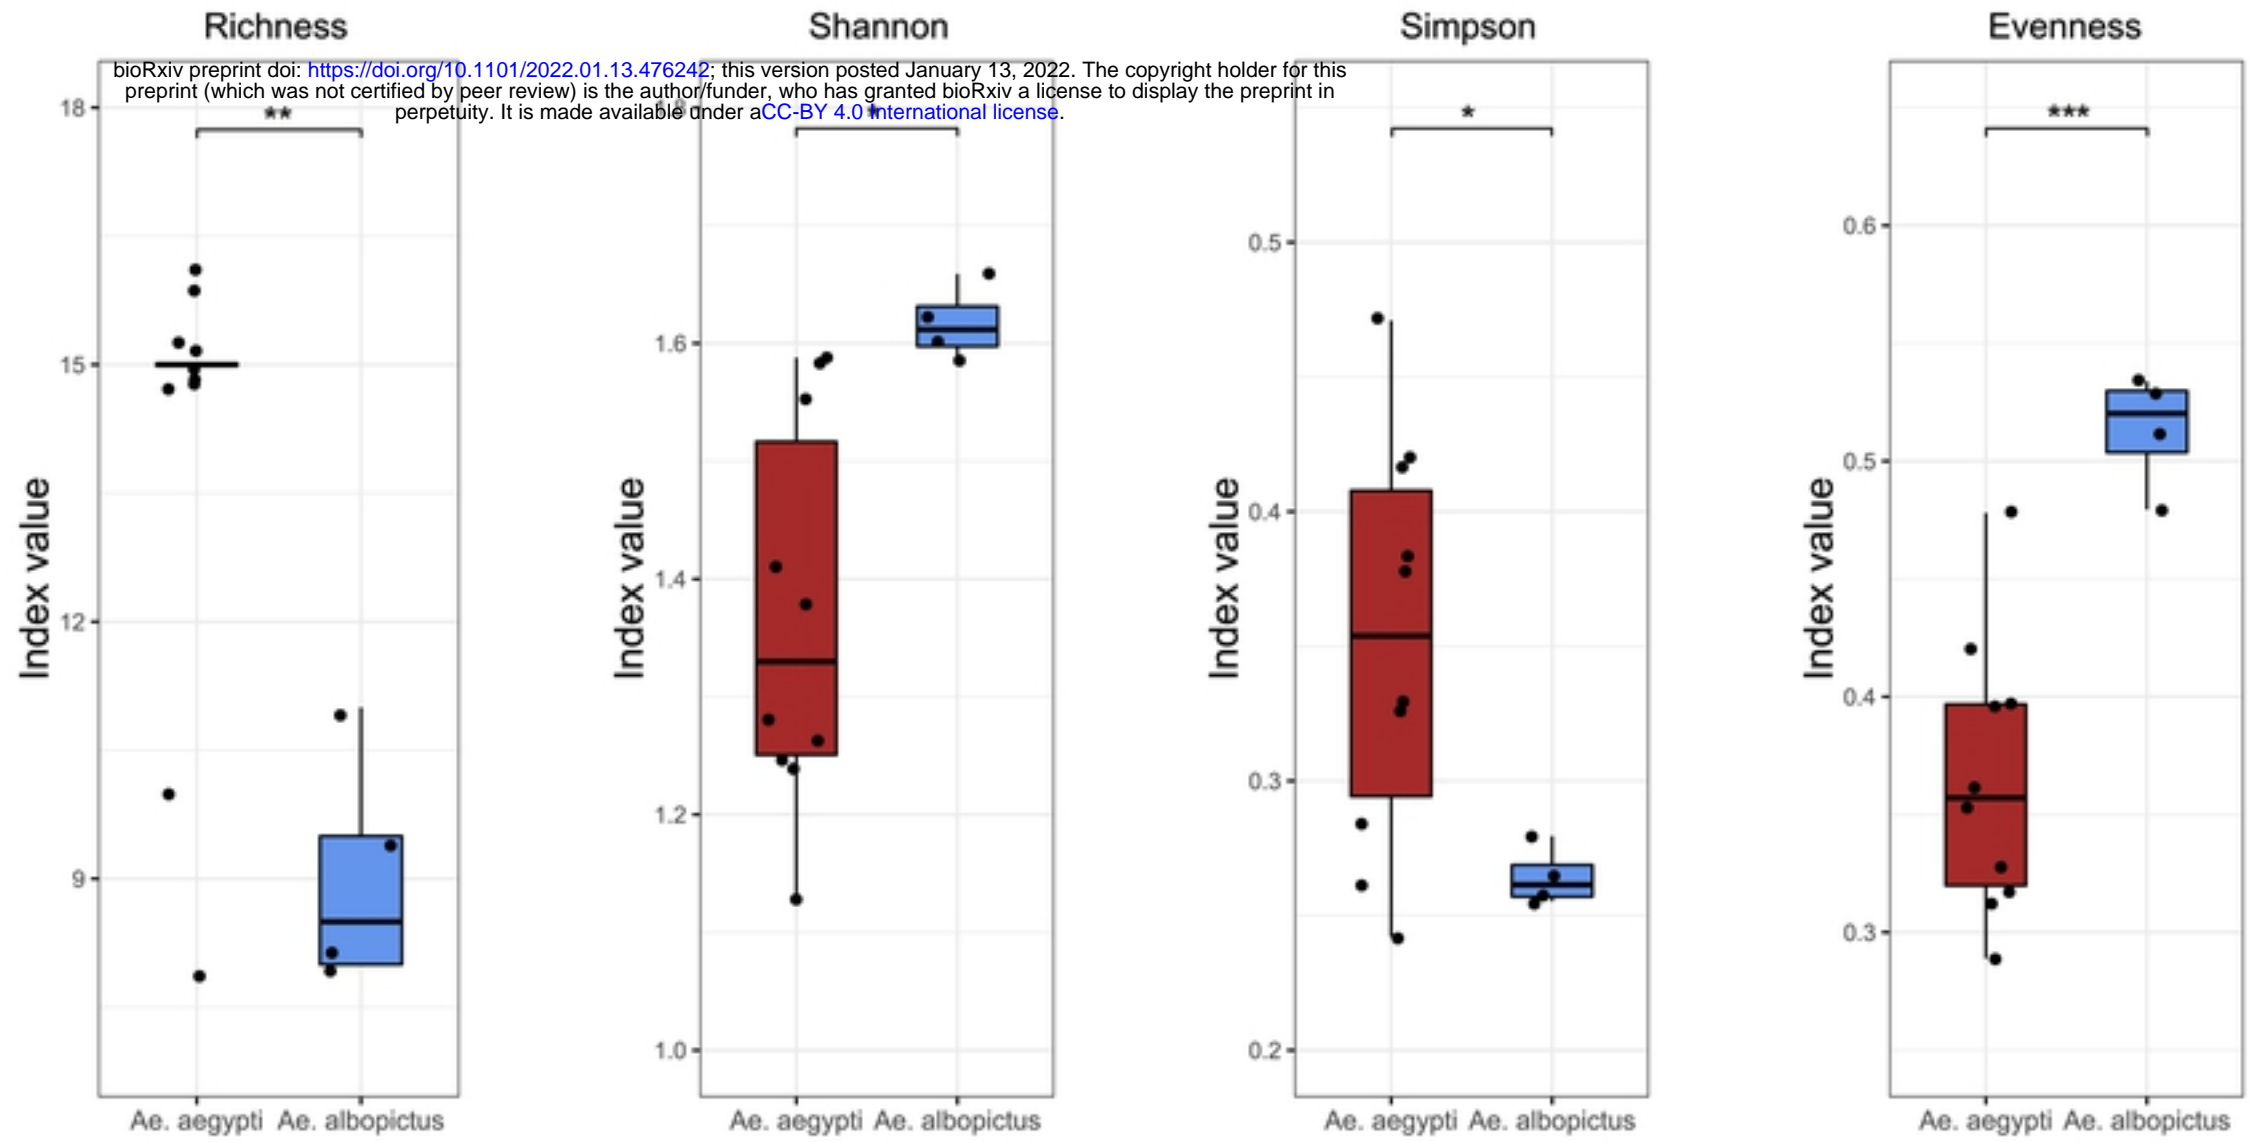 Richness
Shannon
Simpson
Evenness
bioRxiv preprint doi: https://doi.org/10.1101/2022.01.13.476242; this version posted January 13, 2022. The copyright holder for this
preprint (which was not certified by peer review) is the author/funder, who has granted bioRxiv a license to display the preprint in
perpetuity. It is made available under aCC-BY 4.0 International license.
Index value
18
**
15
12
9
Ae. aegypti Ae. albopictus
Index value
1.8
*
1.6
1.4
1.2
1.0
Ae. aegypti Ae. albopictus
Index value
*
0.5
0.4
0.3
0.2
Ae. aegypti Ae. albopictus
Index value
***
0.6
0.5
0.4
0.3
Ae. aegypti Ae. albopictus